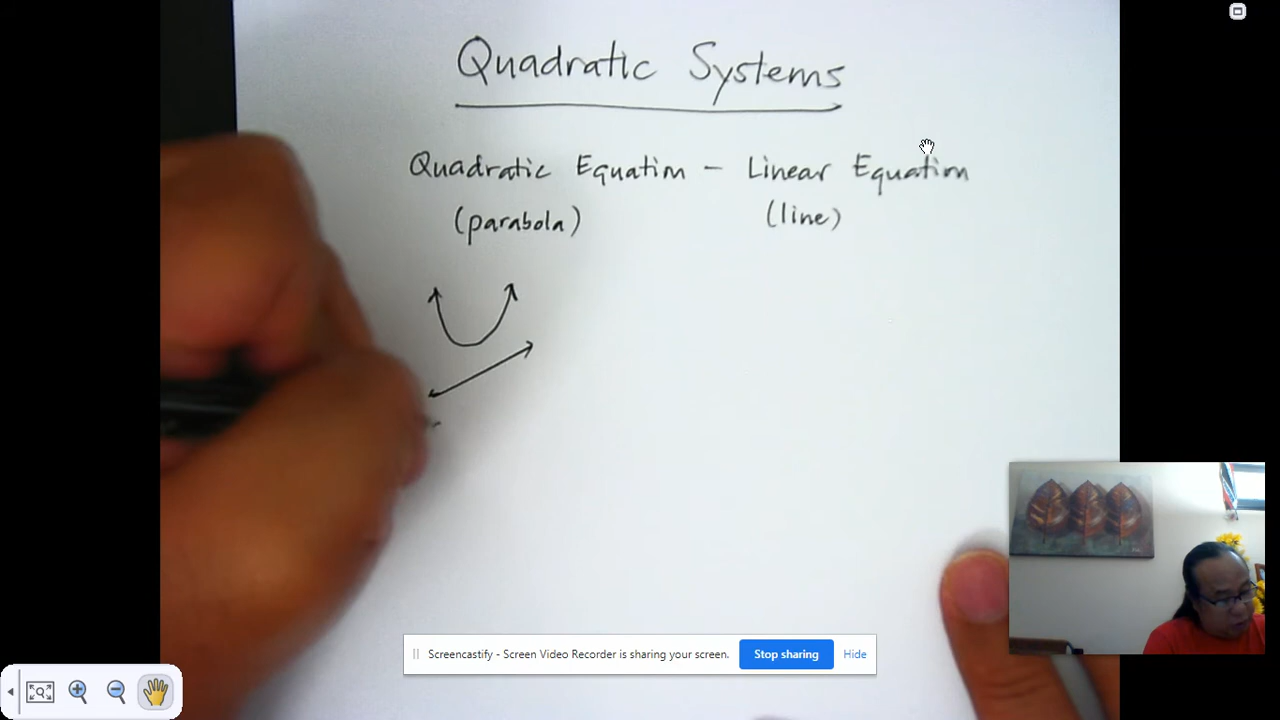 Quadratic Systems
Quadratic Equation - Linear Equation
(parabola) (line)
Screencastify - Screen Video Recorder is sharing your screen. Stop sharing Hide